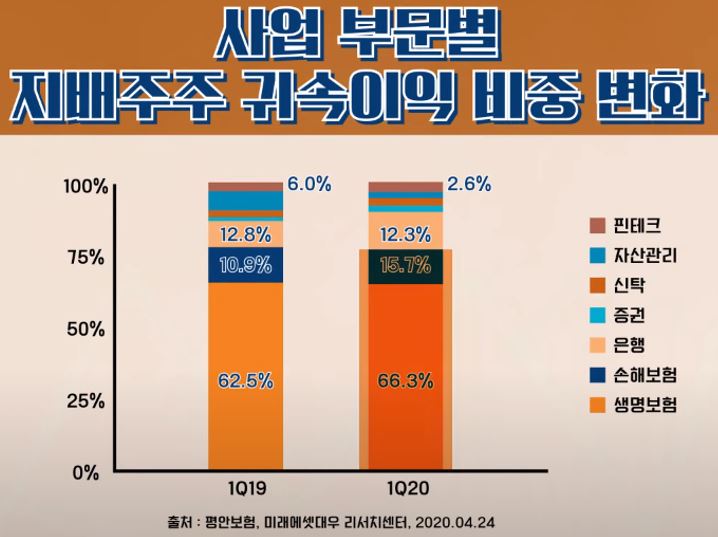 사업 부문별
지배주주 귀속이익 비중 변화
100%
75%
50%
25%
0%
6.0%
12.8%
10.9%
62.5%
1Q19
2.6%
12.3%
15.7%
66.3%
1Q20
핀테크
자산관리
신탁
증권
은행
손해보험
생명보험
출처 : 평안보험, 미래에셋대우 리서치센터, 2020.04.24